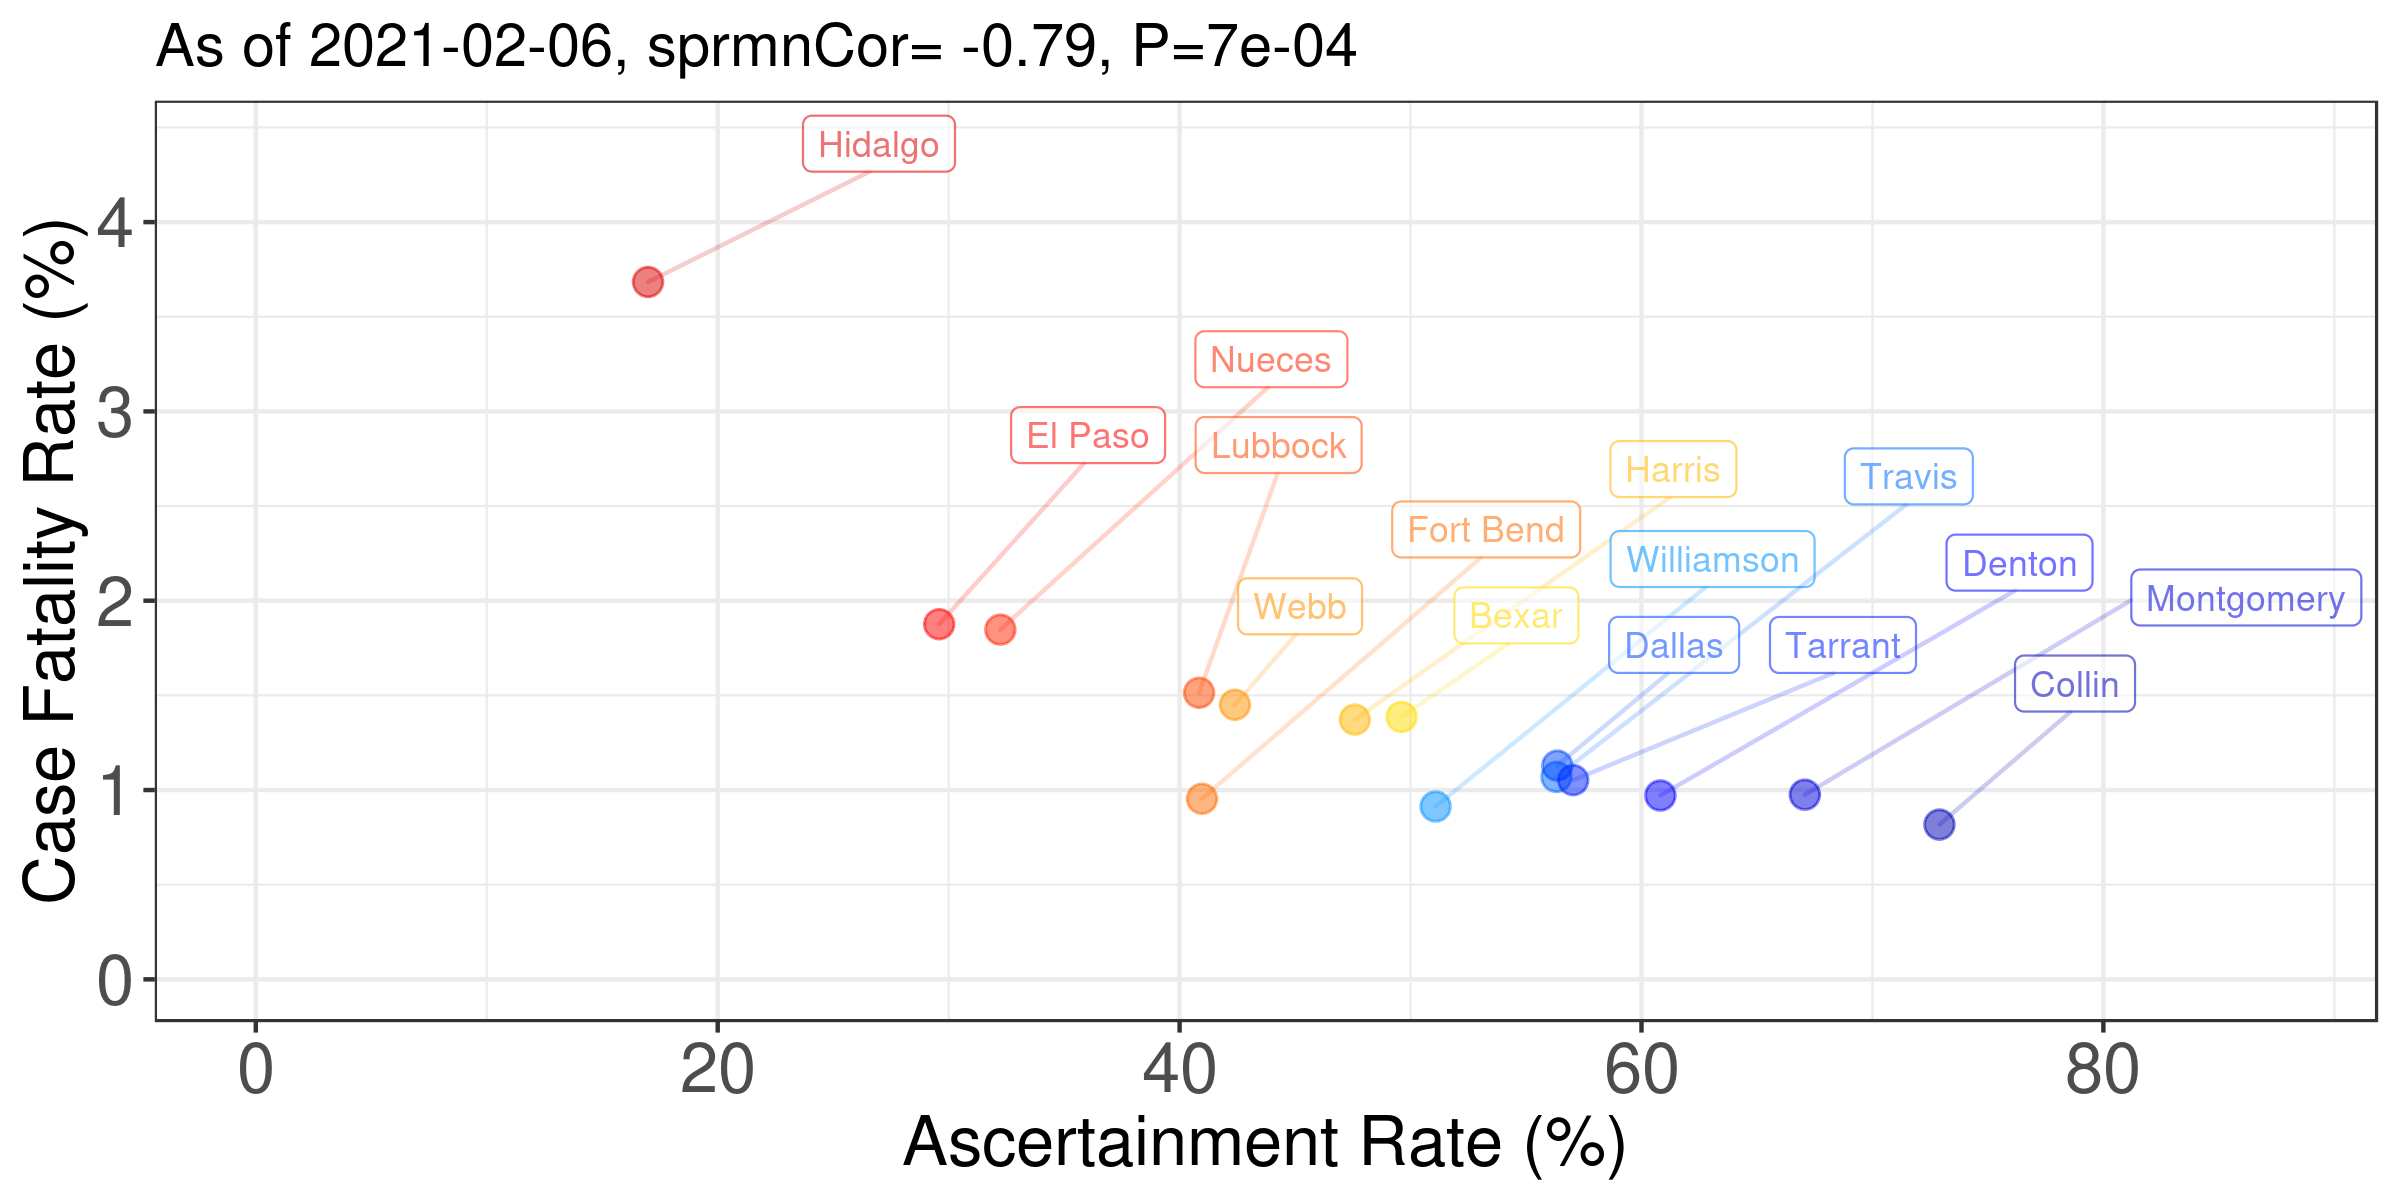 As of 2021-02-06, sprmnCor= -0.79, P=7e-04
Case Fatality Rate (%)
4
3
2
1
0
Hidalgo
Nueces
El Paso
Lubbock
Harris
Travis
Fort Bend
Williamson
Denton
Montgomery
Webb
Bexar
Dallas
Tarrant
Collin
0 20 40 60 80
Ascertainment Rate (%)